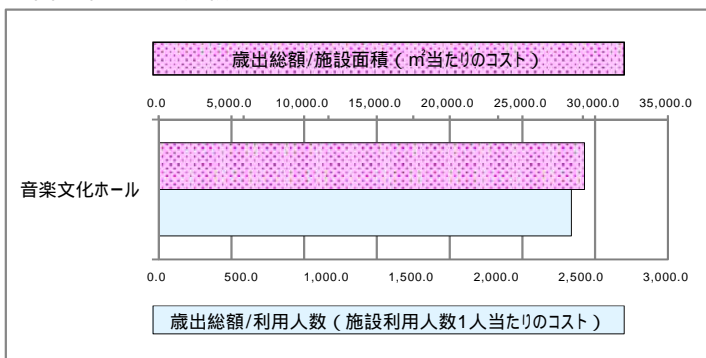 歳出総額/施設面積（㎡当たりのコスト）
0.0 5,000.0 10,000.0 15,000.0 20,000.0 25,000.0 30,000.0 35,000.0
音楽文化ホール
0.0 500.0 1,000.0 1,500.0 2,000.0 2,500.0 3,000.0
歳出総額/利用人数（施設利用人数1人当たりのコスト）